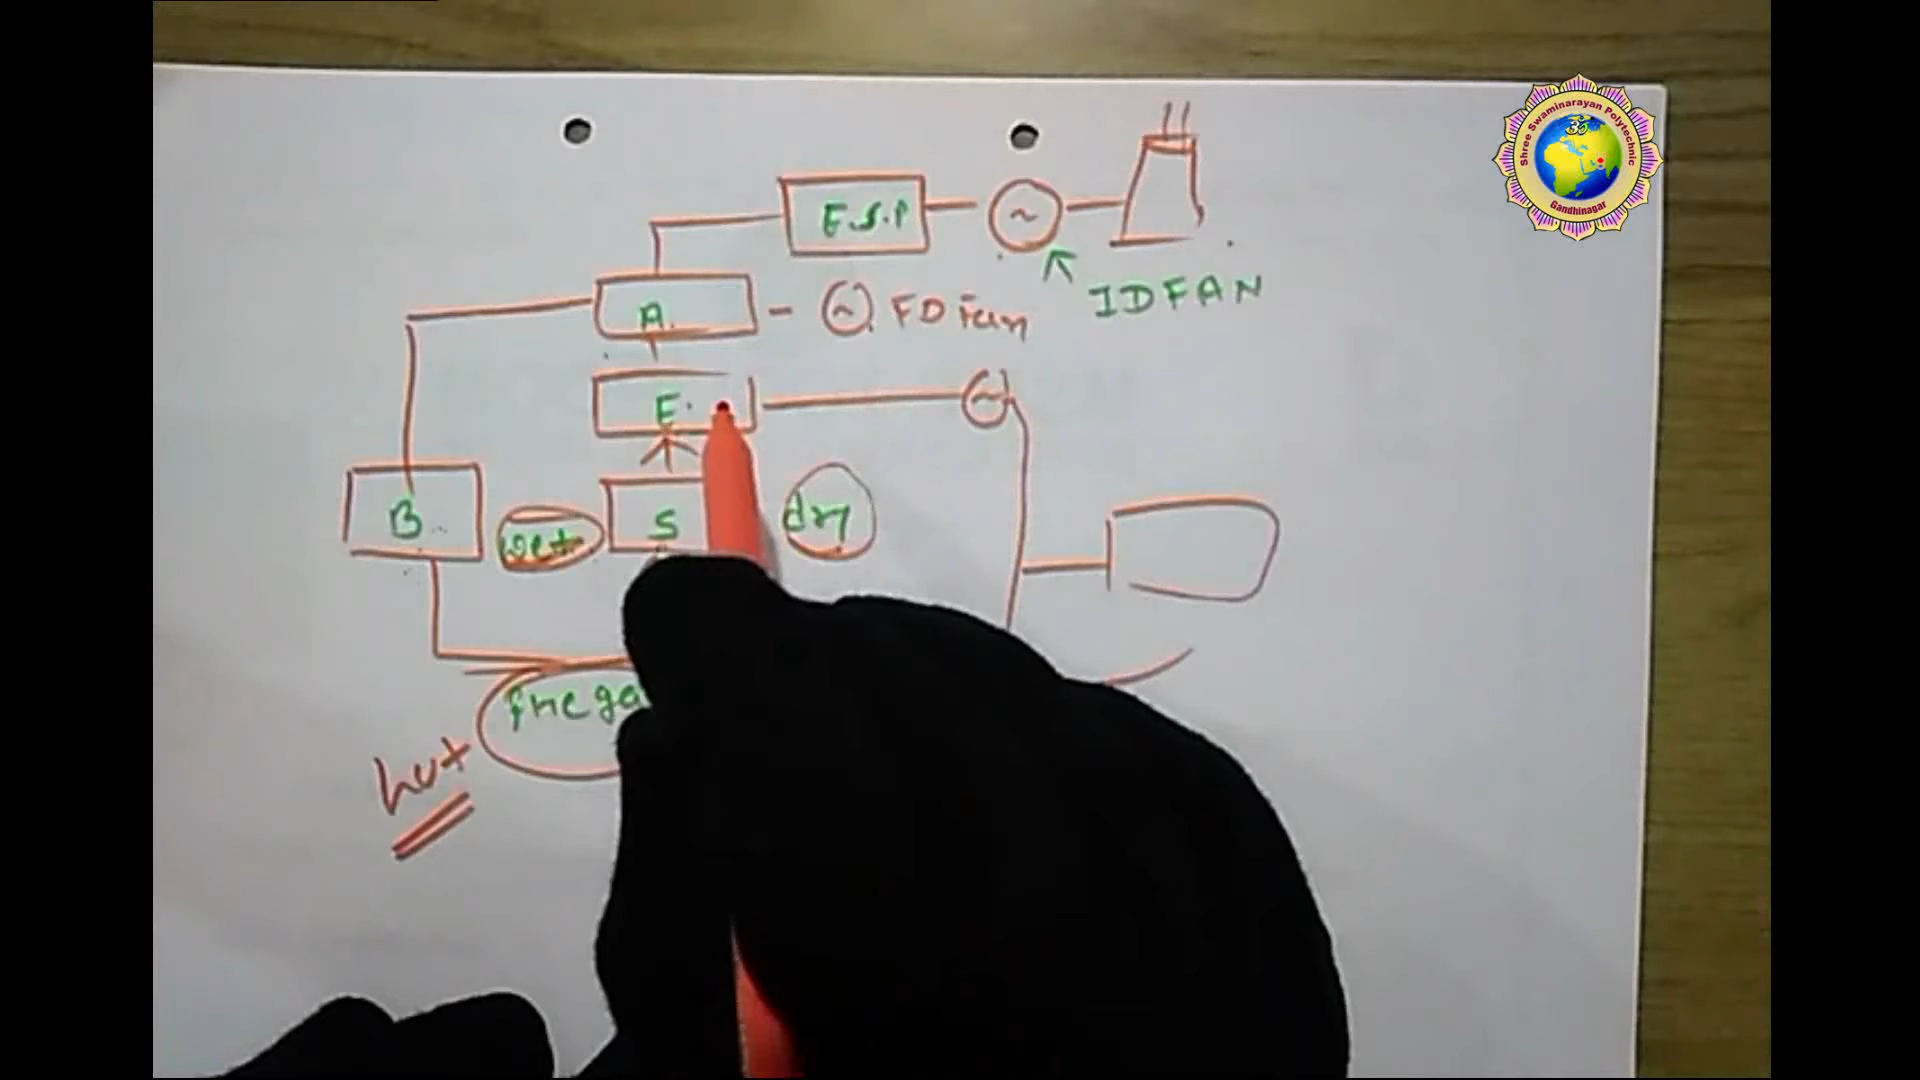 Shree Swaminarayan Polytechnic
ॐ
Gandhinagar
E.S.P
~
IDFAN
A.
~
FD Fan
E.
~
B
wet
S
dry
hot